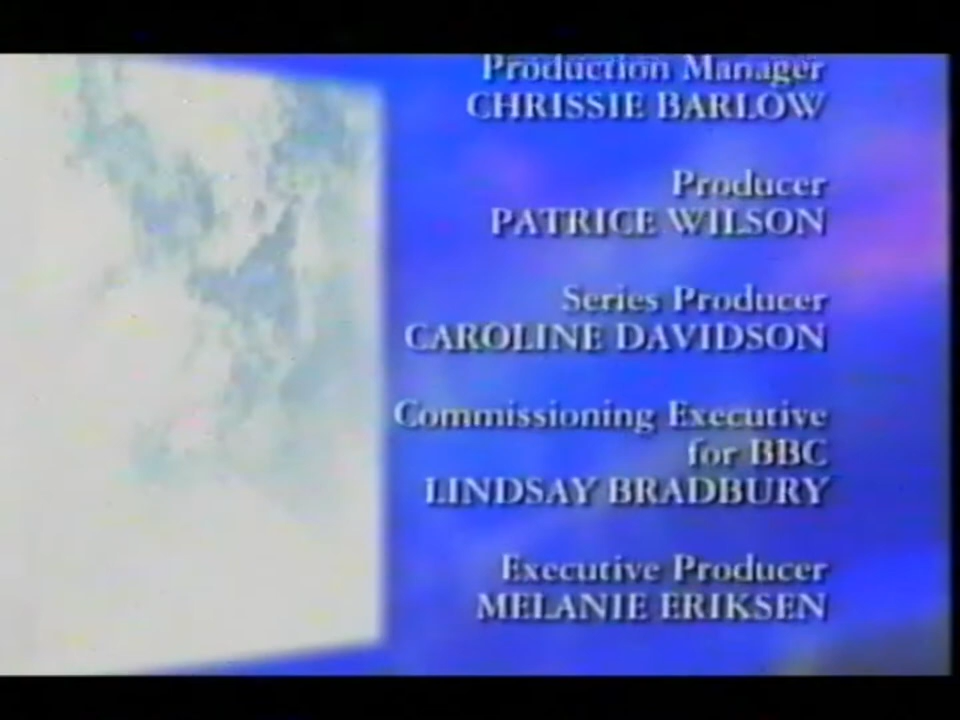 Production Manager
CHRISSIE BARLOW
Producer
PATRICE WILSON
Series Producer
CAROLINE DAVIDSON
Commissioning Executive
for BBC
LINDSAY BRADBURY
Executive Producer
MELANIE ERIKSEN